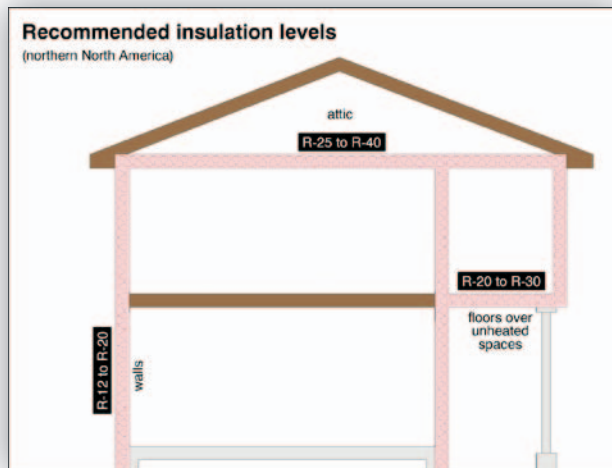 Recommended insulation levels
(northern North America)
attic
R-25 to R-40
R-20 to R-30
floors over
unheated
spaces
R-12 to R-20
walls